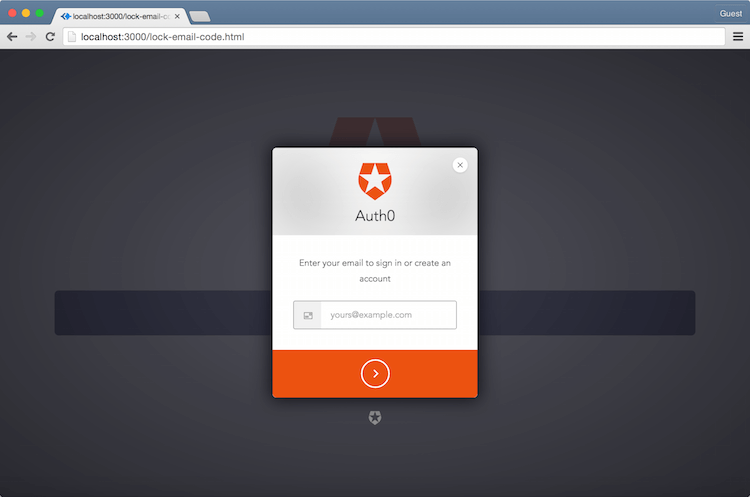 Guest
localhost:3000/lock-email-c
localhost:3000/lock-email-code.html
Auth0
Enter your email to sign in or create an
account
yours@example.com